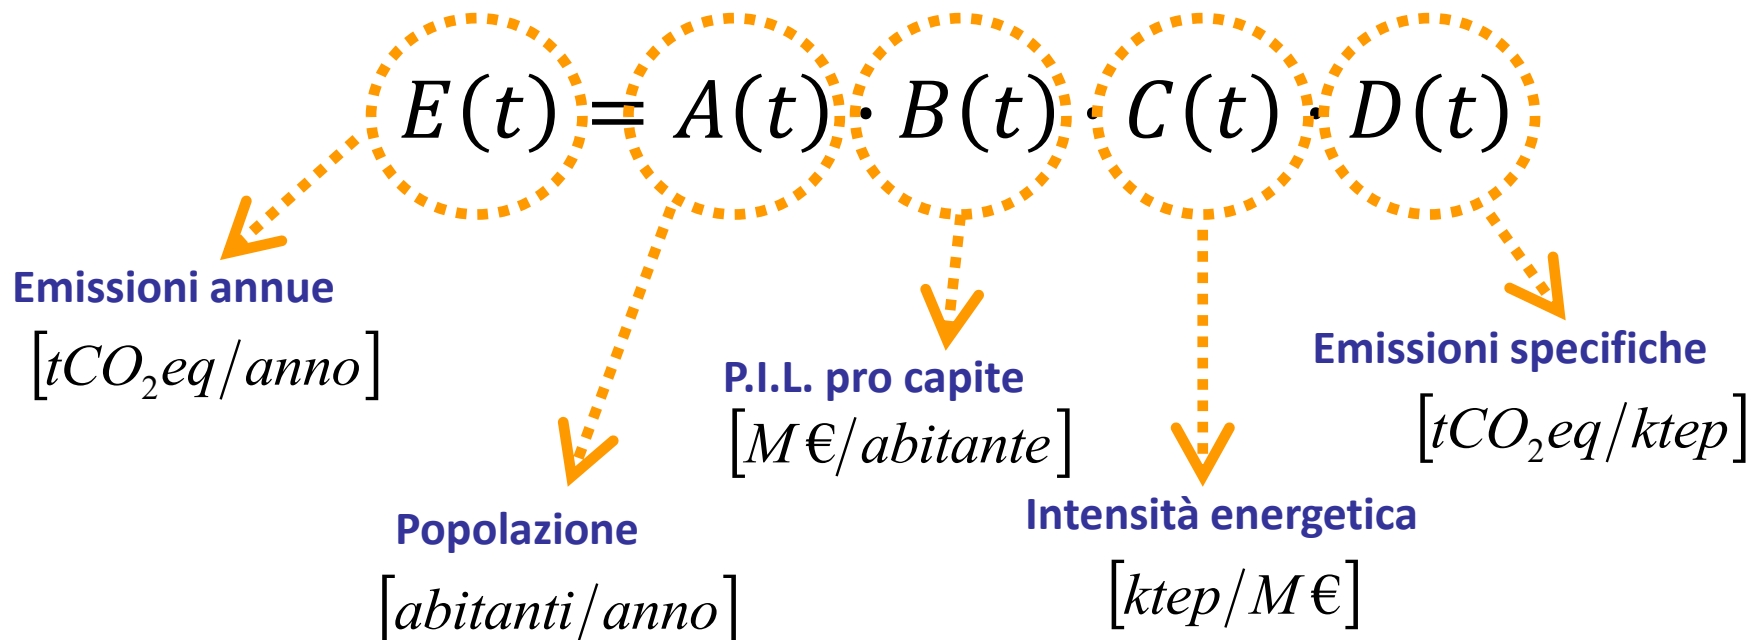 E(t) = A(t) · B(t) · C(t) · D(t)
Emissioni annue
[tCO₂eq/anno]
Popolazione
[abitanti/anno]
P.I.L. pro capite
[M €/abitante]
Intensità energetica
[ktep/M €]
Emissioni specifiche
[tCO₂eq/ktep]